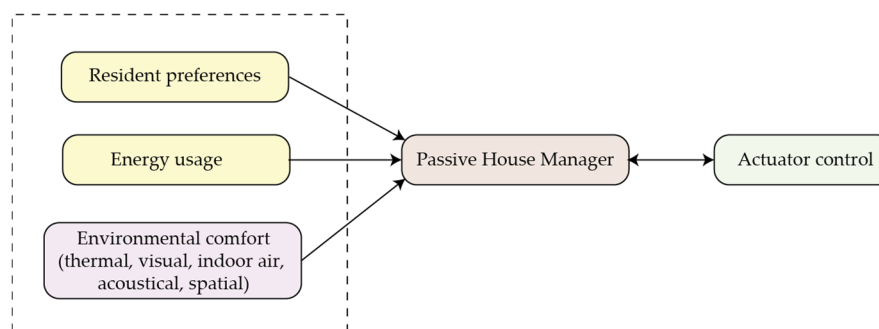 Resident preferences
Energy usage
Passive House Manager
Actuator control
Environmental comfort
(thermal, visual, indoor air,
acoustical, spatial)